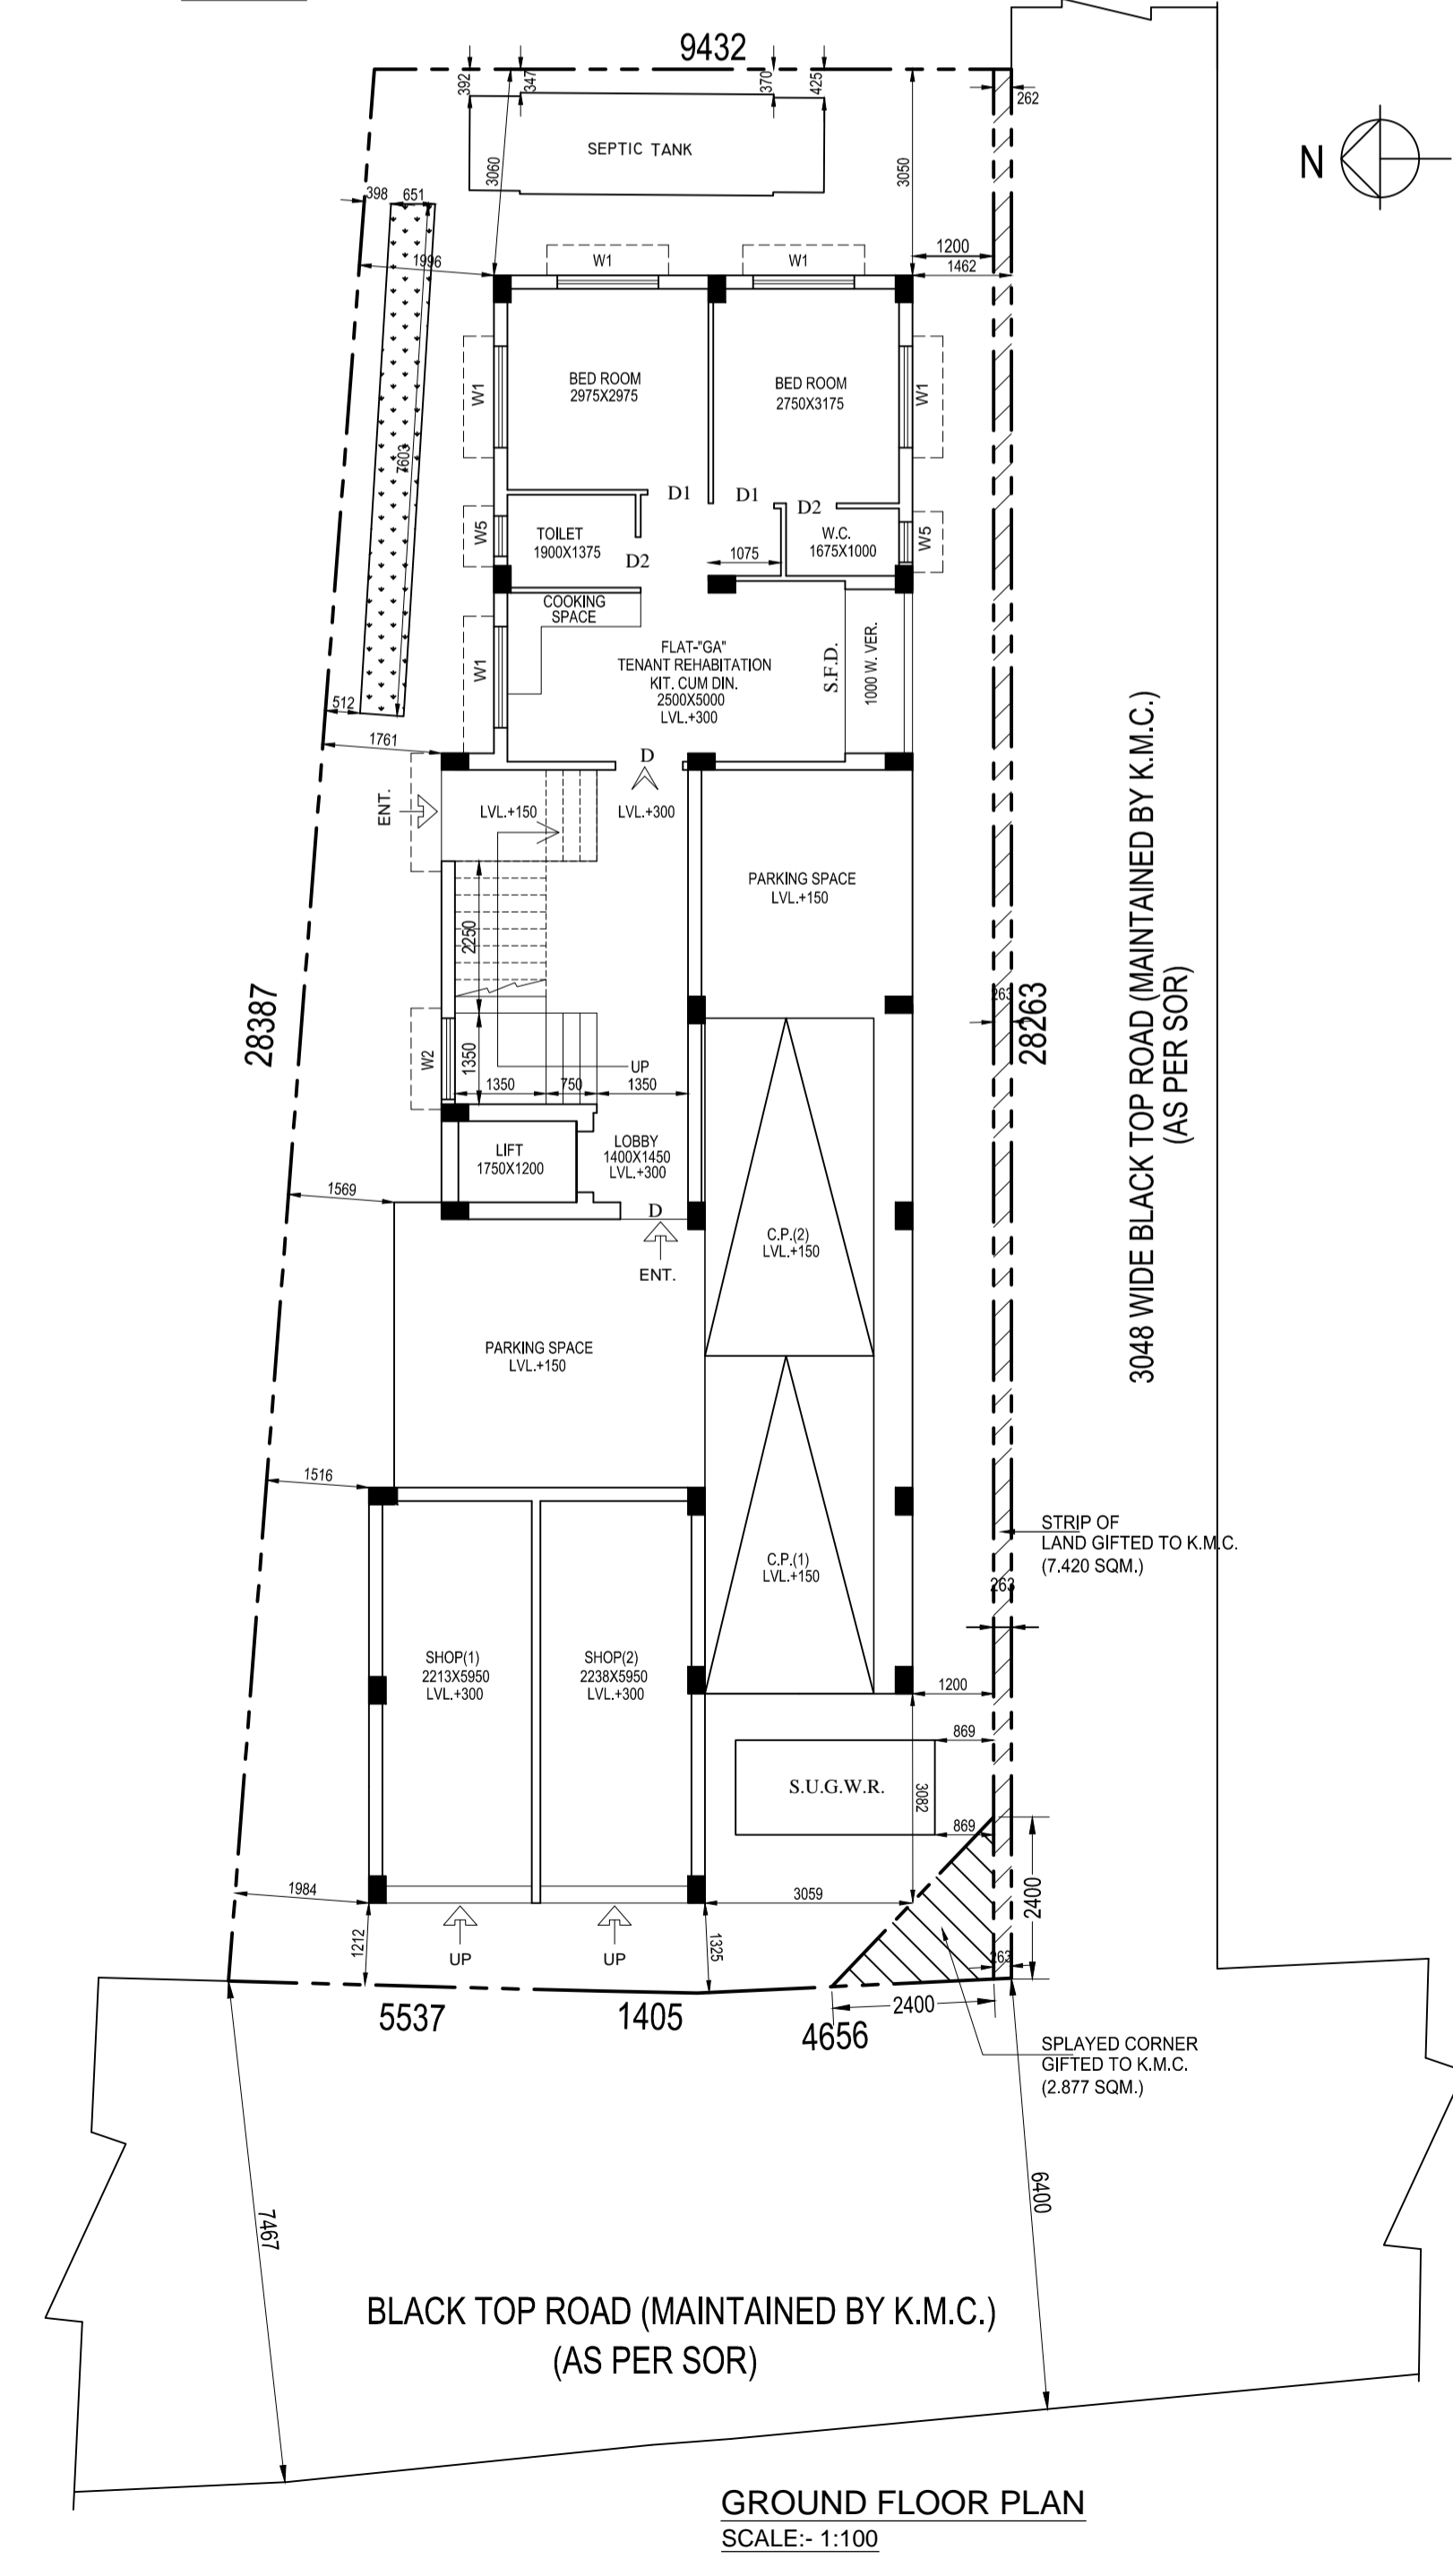 9432
392
347
370
425
262
SEPTIC TANK
N
3060
3050
398
651
1200
1996
1462
W1
W1
BED ROOM
2975X2975
BED ROOM
2750X3175
W1
W1
7603
D1
D1
D2
TOILET
1900X1375
W.C.
1675X1000
W5
W5
D2
1075
COOKING
SPACE
FLAT-"GA"
TENANT REHABITATION
KIT. CUM DIN.
2500X5000
LVL.+300
S.F.D.
1000 W. VER.
W1
512
1761
D
ENT.
LVL.+150
LVL.+300
PARKING SPACE
LVL.+150
2250
28387
263
28263
3048 WIDE BLACK TOP ROAD (MAINTAINED BY K.M.C.)
(AS PER SOR)
W2
1350
UP
1350
750
1350
LIFT
1750X1200
LOBBY
1400X1450
LVL.+300
1569
D
ENT.
C.P.(2)
LVL.+150
PARKING SPACE
LVL.+150
1516
STRIP OF
LAND GIFTED TO K.M.C.
(7.420 SQM.)
C.P.(1)
LVL.+150
263
SHOP(1)
2213X5950
LVL.+300
SHOP(2)
2238X5950
LVL.+300
1200
869
S.U.G.W.R.
3082
869
1984
3059
2400
1212
UP
UP
1325
263
5537
1405
4656
2400
SPLAYED CORNER
GIFTED TO K.M.C.
(2.877 SQM.)
7467
6400
BLACK TOP ROAD (MAINTAINED BY K.M.C.)
(AS PER SOR)
GROUND FLOOR PLAN
SCALE:- 1:100